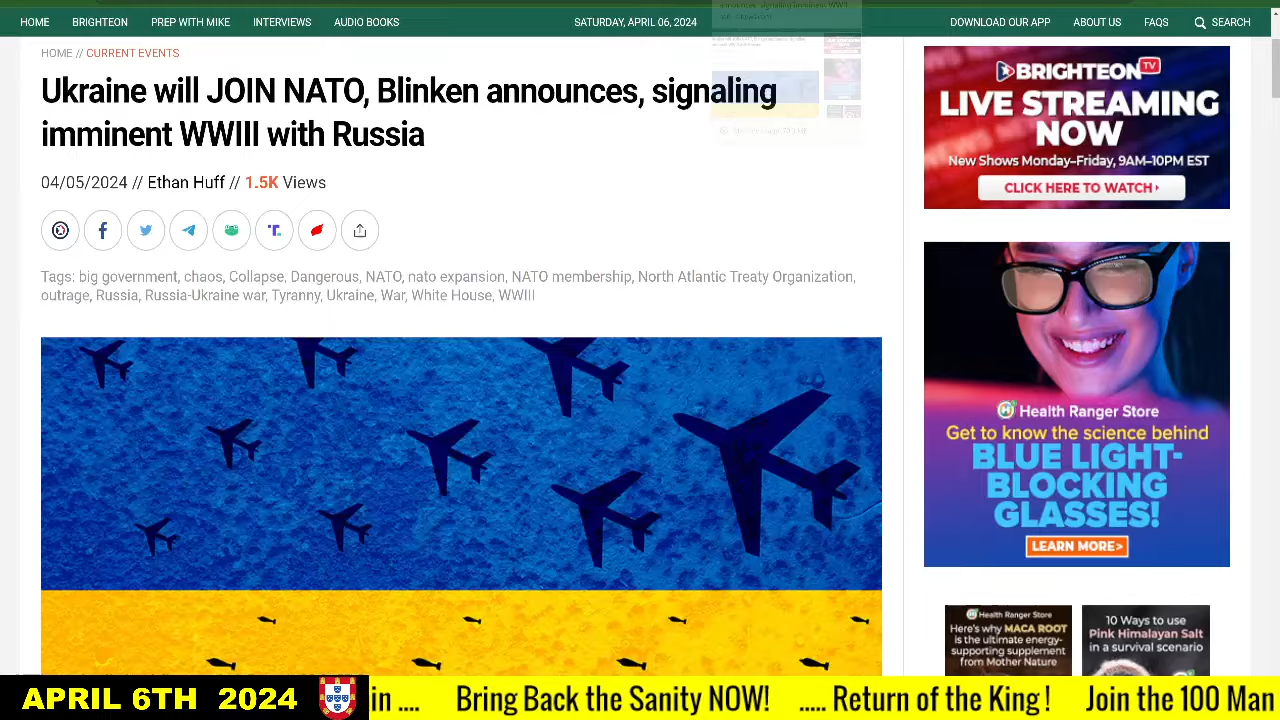 HOME BRIGHTEON PREP WITH MIKE INTERVIEWS AUDIO BOOKS SATURDAY, APRIL 06, 2024 DOWNLOAD OUR APP ABOUT US FAQS SEARCH
HOME // CURRENT EVENTS
Ukraine will JOIN NATO, Blinken announces, signaling
imminent WWIII with Russia
04/05/2024 // Ethan Huff // 1.5K Views
Tags: big government, chaos, Collapse, Dangerous, NATO, nato expansion, NATO membership, North Atlantic Treaty Organization,
outrage, Russia, Russia-Ukraine war, Tyranny, Ukraine, War, White House, WWIII
BRIGHTEON TV
LIVE STREAMING
NOW
New Shows Monday–Friday, 9AM–10PM EST
CLICK HERE TO WATCH
Health Ranger Store
Get to know the science behind
BLUE LIGHT-
BLOCKING
GLASSES!
LEARN MORE>
Health Ranger Store
Here's why MACA ROOT
is the ultimate energy-
supporting supplement
from Mother Nature
10 Ways to use
Pink Himalayan Salt
in a survival scenario
APRIL 6TH 2024 in .... Bring Back the Sanity NOW! ..... Return of the King ! Join the 100 Man